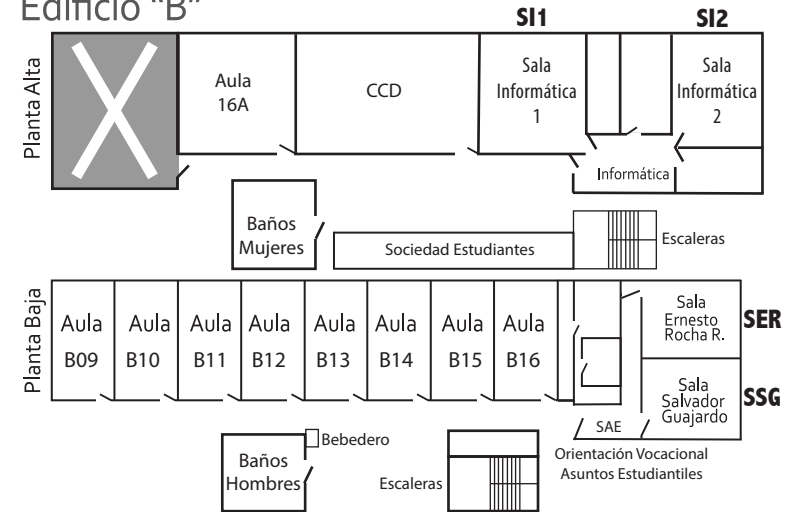 Edificio "B"
SI1
SI2
Planta Alta
Aula
16A
CCD
Sala
Informática
1
Sala
Informática
2
Informática
Baños
Mujeres
Sociedad Estudiantes
Escaleras
Planta Baja
Aula
B09
Aula
B10
Aula
B11
Aula
B12
Aula
B13
Aula
B14
Aula
B15
Aula
B16
Sala
Ernesto
Rocha R.
SER
Sala
Salvador
Guajardo
SSG
SAE
Orientación Vocacional
Asuntos Estudiantiles
Bebedero
Baños
Hombres
Escaleras